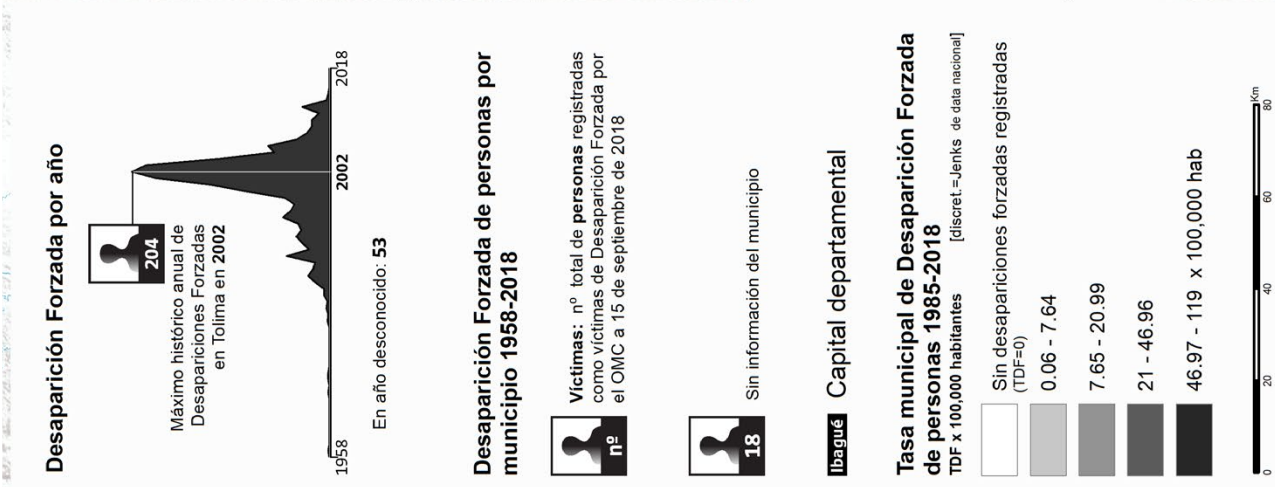 Desaparición Forzada por año
204
Máximo histórico anual de
Desapariciones Forzadas
en Tolima en 2002
1958
2002
2018
En año desconocido: 53
Desaparición Forzada de personas por
municipio 1958-2018
nº
Víctimas: nº total de personas registradas
como víctimas de Desaparición Forzada por
el OMC a 15 de septiembre de 2018
18
Sin información del municipio
Ibagué Capital departamental
Tasa municipal de Desaparición Forzada
de personas 1985-2018
TDF x 100,000 habitantes [discret.=Jenks de data nacional]
Sin desapariciones forzadas registradas
(TDF=0)
0.06 - 7.64
7.65 - 20.99
21 - 46.96
46.97 - 119 x 100,000 hab
0 20 40 60 80
Km